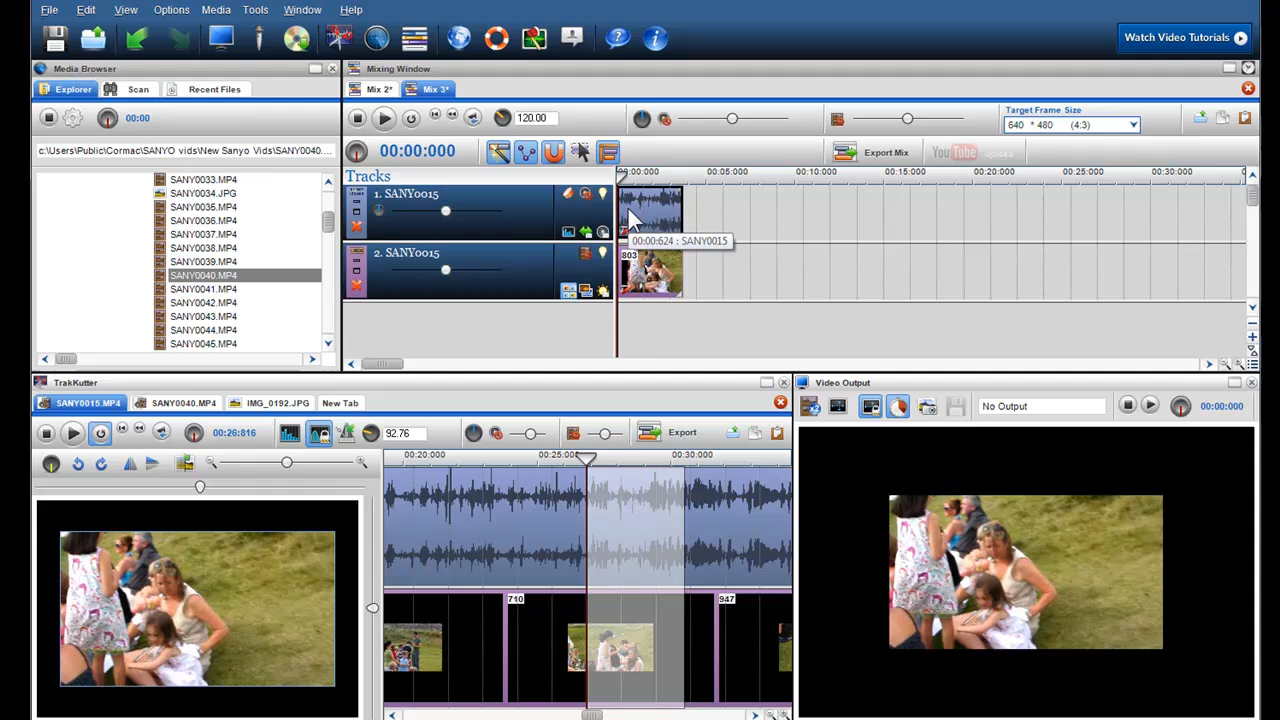 File Edit View Options Tools Media Window Help
Watch Video Tutorials
Media Browser
Explorer Scan Recent Files
00:00
c:\Users\Public\Cormac\SANYO vids\New Sanyo Vids\SANY0040....
SANY0033.MP4
SANY0034.JPG
SANY0035.MP4
SANY0036.MP4
SANY0037.MP4
SANY0038.MP4
SANY0039.MP4
SANY0040.MP4
SANY0041.MP4
SANY0042.MP4
SANY0043.MP4
SANY0044.MP4
SANY0045.MP4
Mixing Window
Mix 2* Mix 3*
120.00
Target Frame Size
640 * 480 (4:3)
00:00:000
Export Mix
YouTube upload
Tracks
00:00:000 00:05:000 00:10:000 00:15:000 00:20:000 00:25:000 00:30:000
1. SANY0015
00:00:624 : SANY0015
2. SANY0015
803
TrakKutter
SANY0015.MP4 SANY0040.MP4 IMG_0192.JPG New Tab
00:26:816
92.76
Export
00:20:000 00:25:000 00:30:000
710
947
Video Output
No Output
00:00:000